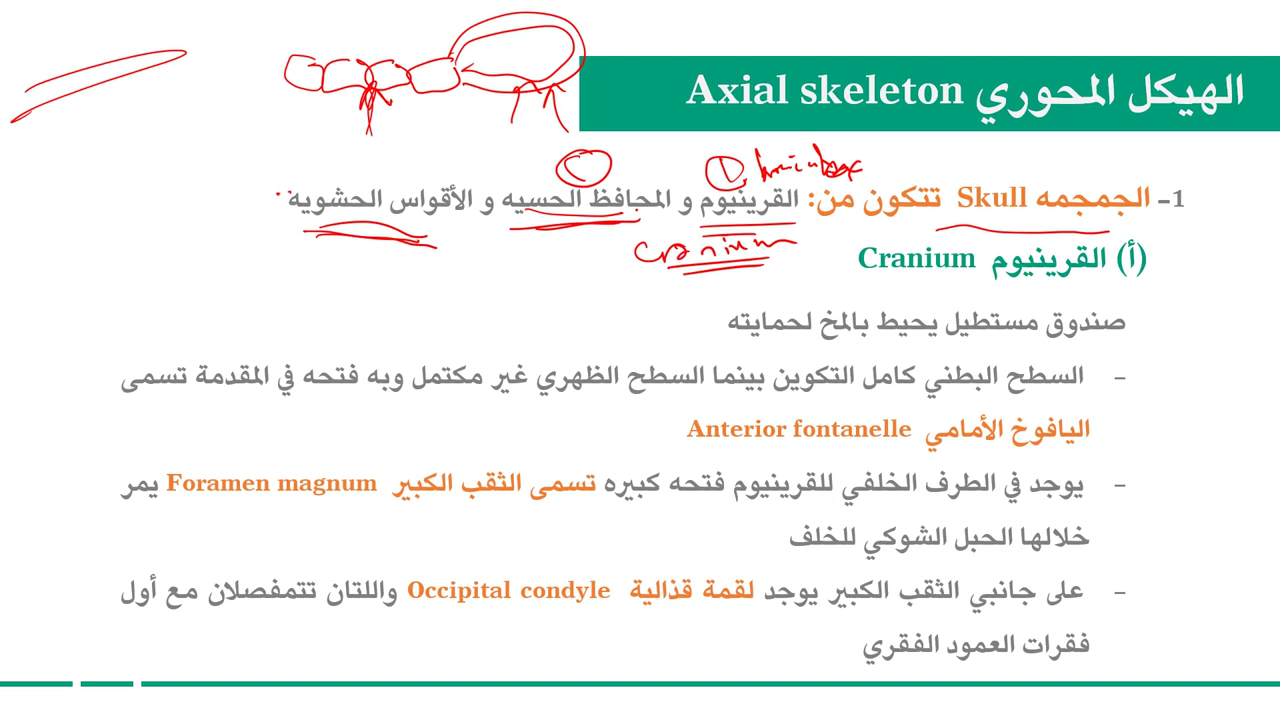 الهيكل المحوري Axial skeleton
1- الجمجمه Skull تتكون من: القرينيوم و المحافظ الحسيه و الأقواس الحشويه
cranium
(أ) القرينيوم Cranium
صندوق مستطيل يحيط بالمخ لحمايته
- السطح البطني كامل التكوين بينما السطح الظهري غير مكتمل وبه فتحه في المقدمة تسمى
اليافوخ الأمامي Anterior fontanelle
- يوجد في الطرف الخلفي للقرينيوم فتحه كبيره تسمى الثقب الكبير Foramen magnum يمر
خلالها الحبل الشوكي للخلف
- على جانبي الثقب الكبير يوجد لقمة قذالية Occipital condyle واللتان تتمفصلان مع أول
فقرات العمود الفقري